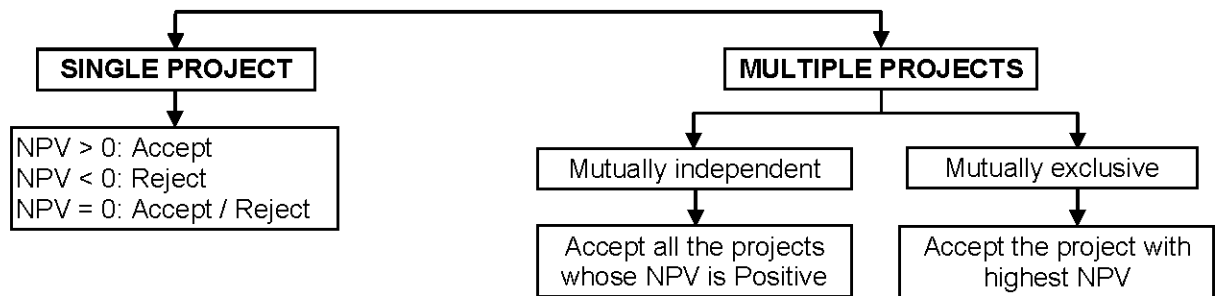 SINGLE PROJECT
NPV > 0: Accept
NPV < 0: Reject
NPV = 0: Accept / Reject
MULTIPLE PROJECTS
Mutually independent
Accept all the projects
whose NPV is Positive
Mutually exclusive
Accept the project with
highest NPV